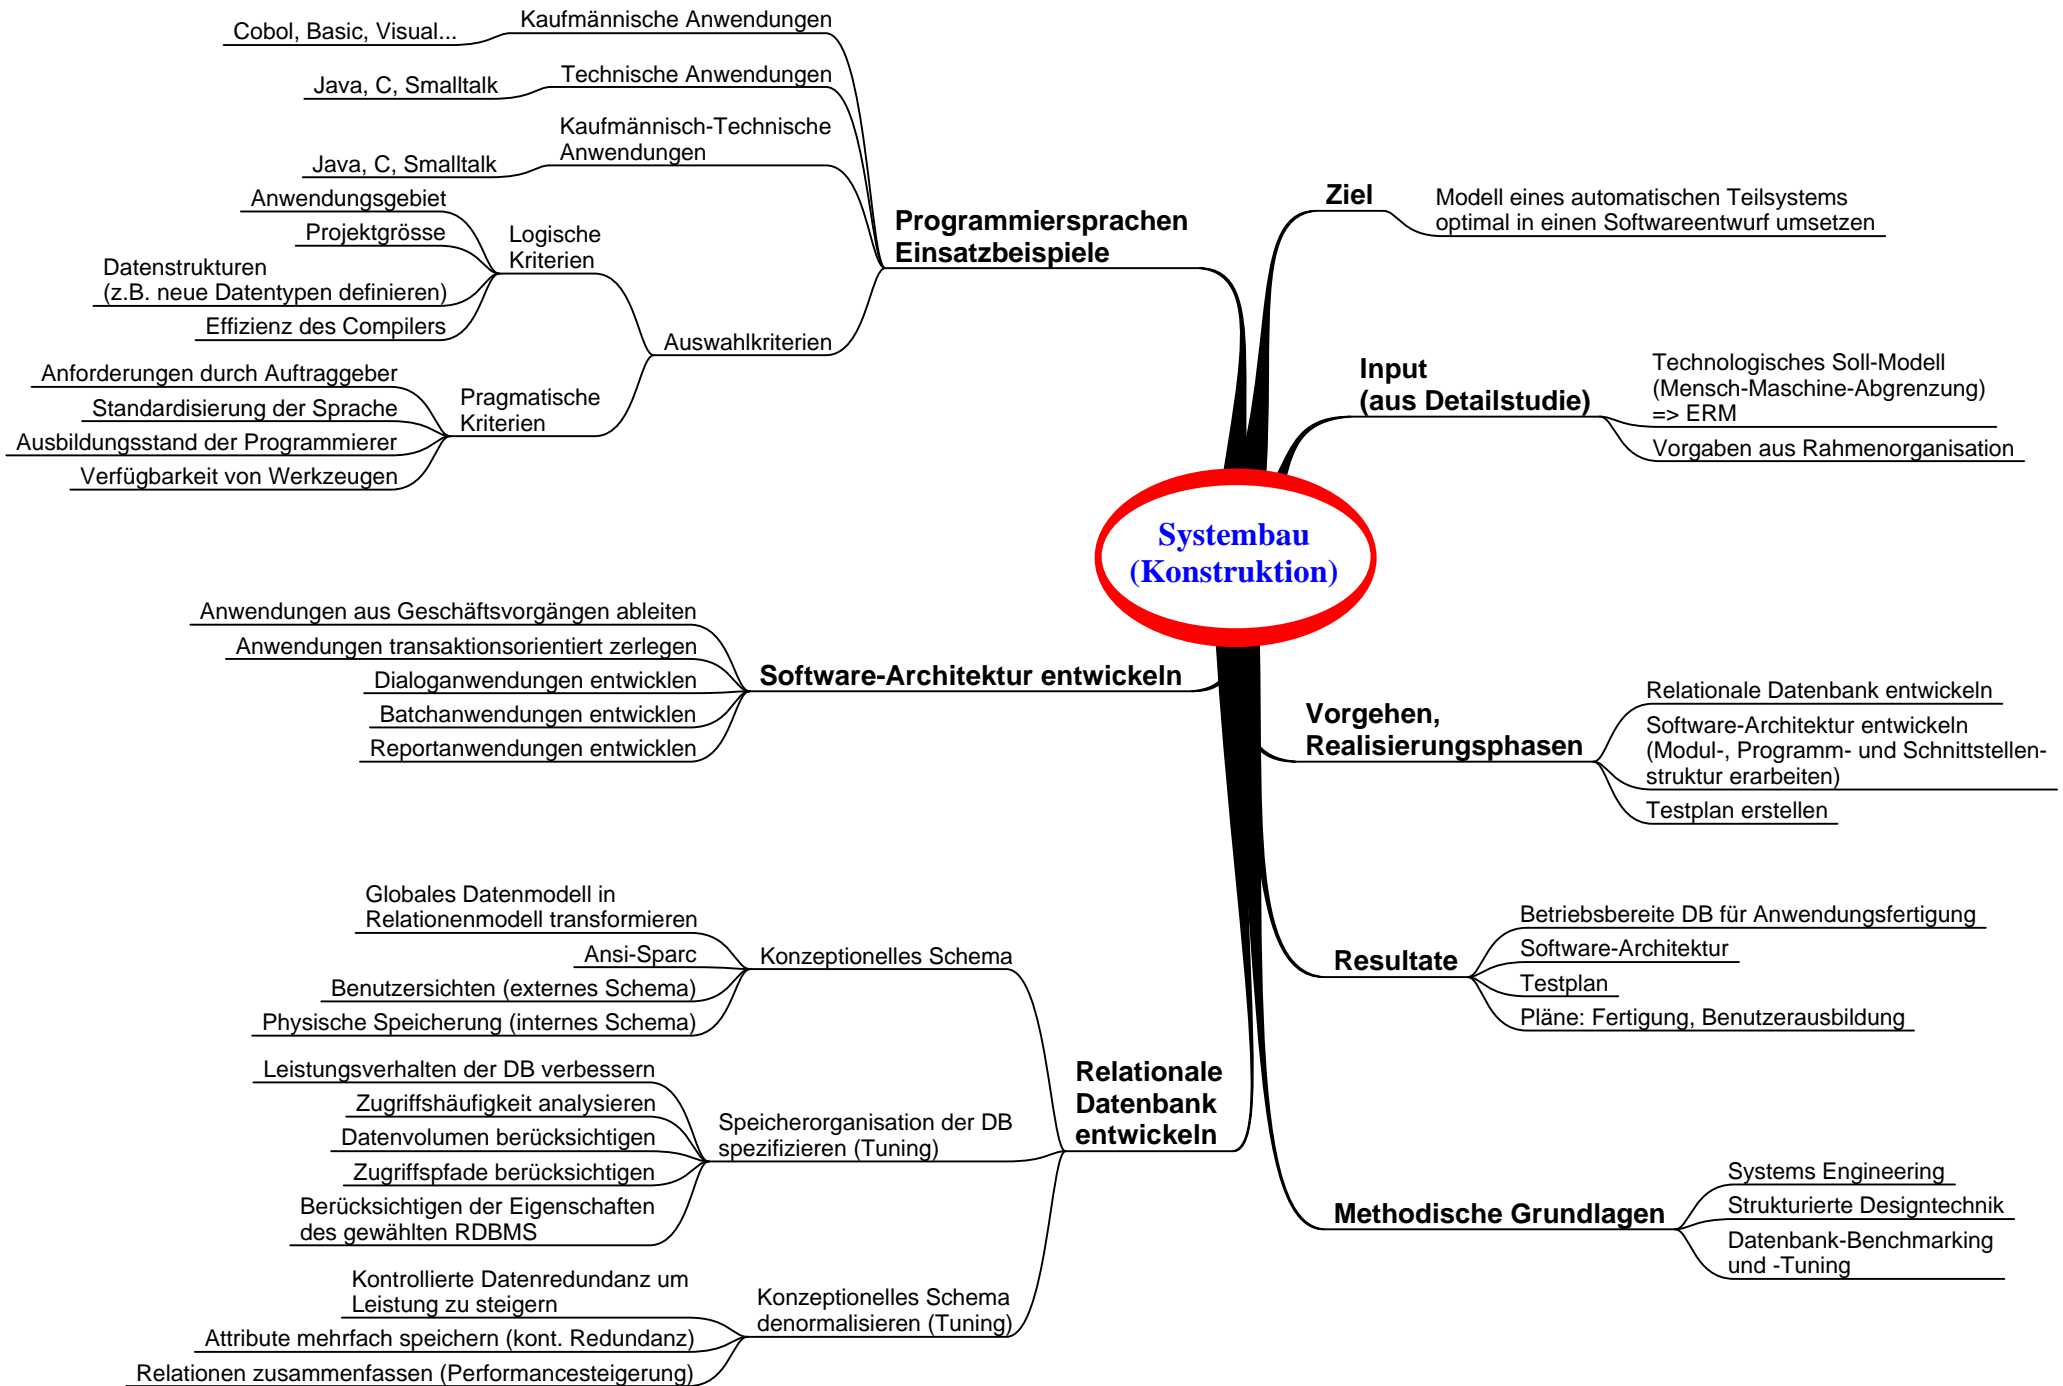 Systembau
(Konstruktion)
Ziel
Modell eines automatischen Teilsystems
optimal in einen Softwareentwurf umsetzen
Input
(aus Detailstudie)
Technologisches Soll-Modell
(Mensch-Maschine-Abgrenzung)
=> ERM
Vorgaben aus Rahmenorganisation
Vorgehen,
Realisierungsphasen
Relationale Datenbank entwickeln
Software-Architektur entwickeln
(Modul-, Programm- und Schnittstellen-
struktur erarbeiten)
Testplan erstellen
Resultate
Betriebsbereite DB für Anwendungsfertigung
Software-Architektur
Testplan
Pläne: Fertigung, Benutzerausbildung
Methodische Grundlagen
Systems Engineering
Strukturierte Designtechnik
Datenbank-Benchmarking
und -Tuning
Programmiersprachen
Einsatzbeispiele
Kaufmännische Anwendungen
Cobol, Basic, Visual...
Technische Anwendungen
Java, C, Smalltalk
Kaufmännisch-Technische
Anwendungen
Java, C, Smalltalk
Auswahlkriterien
Logische
Kriterien
Anwendungsgebiet
Projektgrösse
Datenstrukturen
(z.B. neue Datentypen definieren)
Effizienz des Compilers
Pragmatische
Kriterien
Anforderungen durch Auftraggeber
Standardisierung der Sprache
Ausbildungsstand der Programmierer
Verfügbarkeit von Werkzeugen
Software-Architektur entwickeln
Anwendungen aus Geschäftsvorgängen ableiten
Anwendungen transaktionsorientiert zerlegen
Dialoganwendungen entwicklen
Batchanwendungen entwicklen
Reportanwendungen entwicklen
Relationale
Datenbank
entwickeln
Konzeptionelles Schema
Globales Datenmodell in
Relationenmodell transformieren
Ansi-Sparc
Benutzersichten (externes Schema)
Physische Speicherung (internes Schema)
Speicherorganisation der DB
spezifizieren (Tuning)
Leistungsverhalten der DB verbessern
Zugriffshäufigkeit analysieren
Datenvolumen berücksichtigen
Zugriffspfade berücksichtigen
Berücksichtigen der Eigenschaften
des gewählten RDBMS
Konzeptionelles Schema
denormalisieren (Tuning)
Kontrollierte Datenredundanz um
Leistung zu steigern
Attribute mehrfach speichern (kont. Redundanz)
Relationen zusammenfassen (Performancesteigerung)